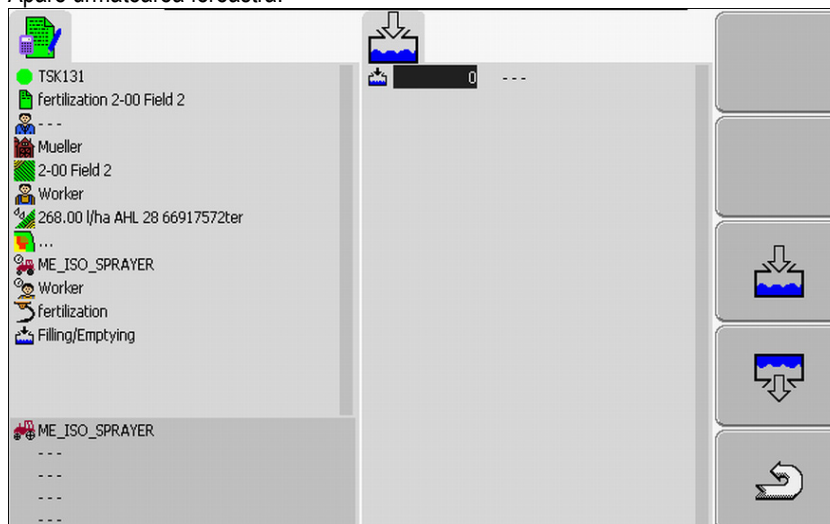 Apare următoarea fereastră:
TSK131
fertilization 2-00 Field 2
---
Mueller
2-00 Field 2
Worker
268.00 l/ha AHL 28 66917572ter
...
ME_ISO_SPRAYER
Worker
fertilization
Filling/Emptying
ME_ISO_SPRAYER
---
---
---
---
0 ---